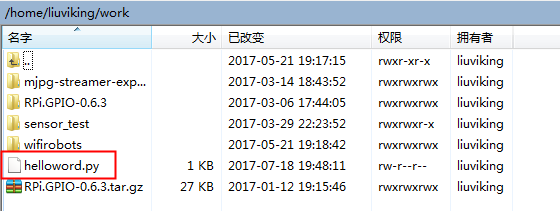 /home/liuviking/work
名字 大小 已改变 权限 拥有者
.. 2017-05-21 19:17:15 rwxr-xr-x liuviking
mjpg-streamer-exp... 2017-03-14 18:43:52 rwxrwxrwx liuviking
RPi.GPIO-0.6.3 2017-03-06 17:44:05 rwxrwxrwx liuviking
sensor_test 2017-03-29 22:23:52 rwxrwxr-x liuviking
wifirobots 2017-05-21 19:18:42 rwxrwxrwx liuviking
helloword.py 1 KB 2017-07-18 19:48:11 rw-r--r-- liuviking
RPi.GPIO-0.6.3.tar.gz 27 KB 2017-01-12 19:15:46 rwxrwxrwx liuviking